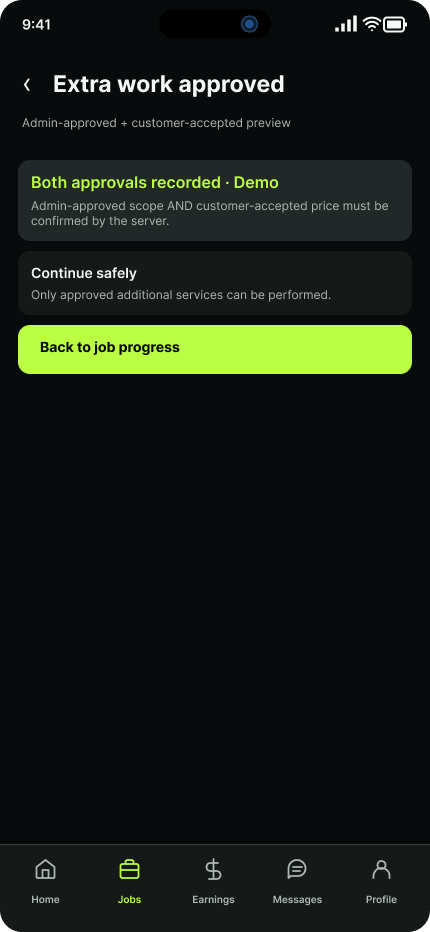 9:41
‹ Extra work approved
Admin-approved + customer-accepted preview
Both approvals recorded · Demo
Admin-approved scope AND customer-accepted price must be
confirmed by the server.
Continue safely
Only approved additional services can be performed.
Back to job progress
Home Jobs Earnings Messages Profile